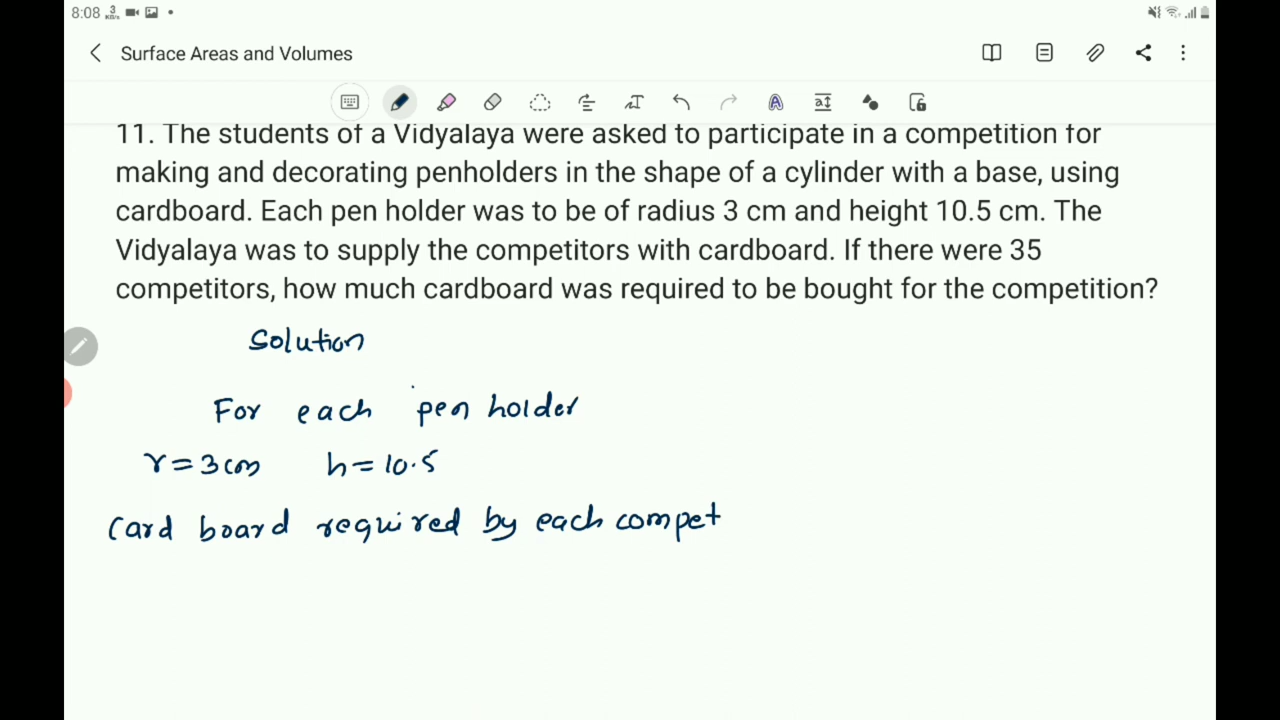 8:08 3 KB/s
Surface Areas and Volumes
11. The students of a Vidyalaya were asked to participate in a competition for
making and decorating penholders in the shape of a cylinder with a base, using
cardboard. Each pen holder was to be of radius 3 cm and height 10.5 cm. The
Vidyalaya was to supply the competitors with cardboard. If there were 35
competitors, how much cardboard was required to be bought for the competition?
Solution
For each pen holder
r = 3 cm h = 10.5
Card board required by each compet